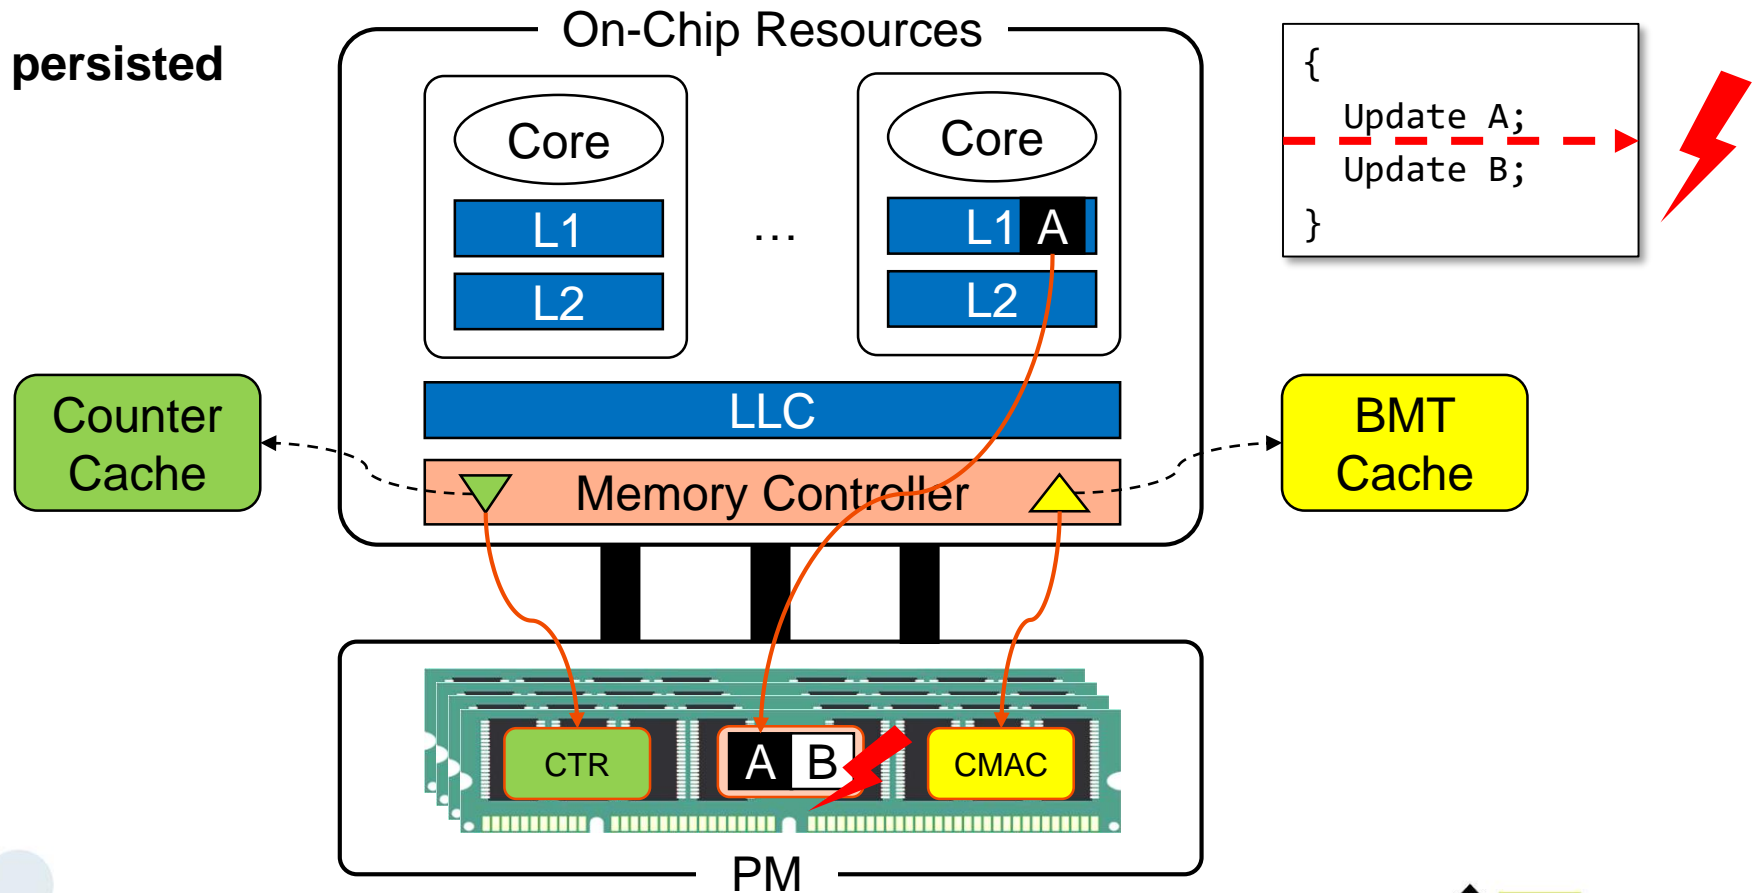 persisted
On-Chip Resources
Core
L1
L2
…
Core
L1 A
L2
{
Update A;
Update B;
}
Counter
Cache
LLC
Memory Controller
BMT
Cache
CTR
A B
CMAC
PM